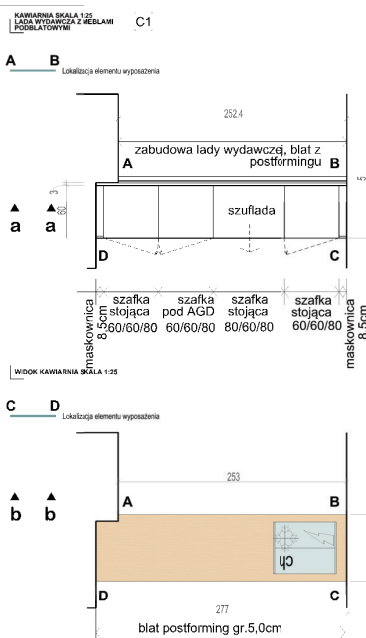 KAWIARNIA SKALA 1:25
LADA WYDAWCZA Z MEBLAMI
PODBLATOWYMI
C1
A B
Lokalizacja elementu wyposażenia
252.4
zabudowa lady wydawczej, blat z
postformingu
A B
3
60
5
szuflada
a a
D C
maskownica
8,5cm
szafka
stojąca
60/60/80
szafka
pod AGD
60/60/80
szafka
stojąca
80/60/80
szafka
stojąca
60/60/80
maskownica
8,5c
WIDOK KAWIARNIA SKALA 1:25
C D
Lokalizacja elementu wyposażenia
253
b b
A B
ch
D C
277
blat postforming gr.5,0cm